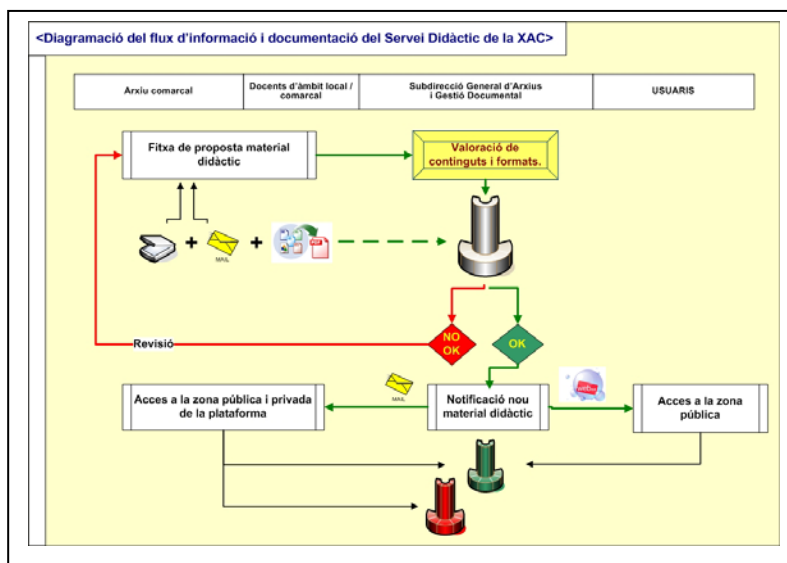 <Diagramació del flux d'informació i documentació del Servei Didàctic de la XAC>
Arxiu comarcal
Docents d'àmbit local /
comarcal
Subdirecció General d'Arxius
i Gestió Documental
USUARIS
Fitxa de proposta material
didàctic
Valoració de
continguts i formats.
+
MAIL
+
PDF
NO
OK
OK
Revisió
Acces a la zona pública i privada
de la plataforma
MAIL
Notificació nou
material didàctic
Acces a la zona
pública